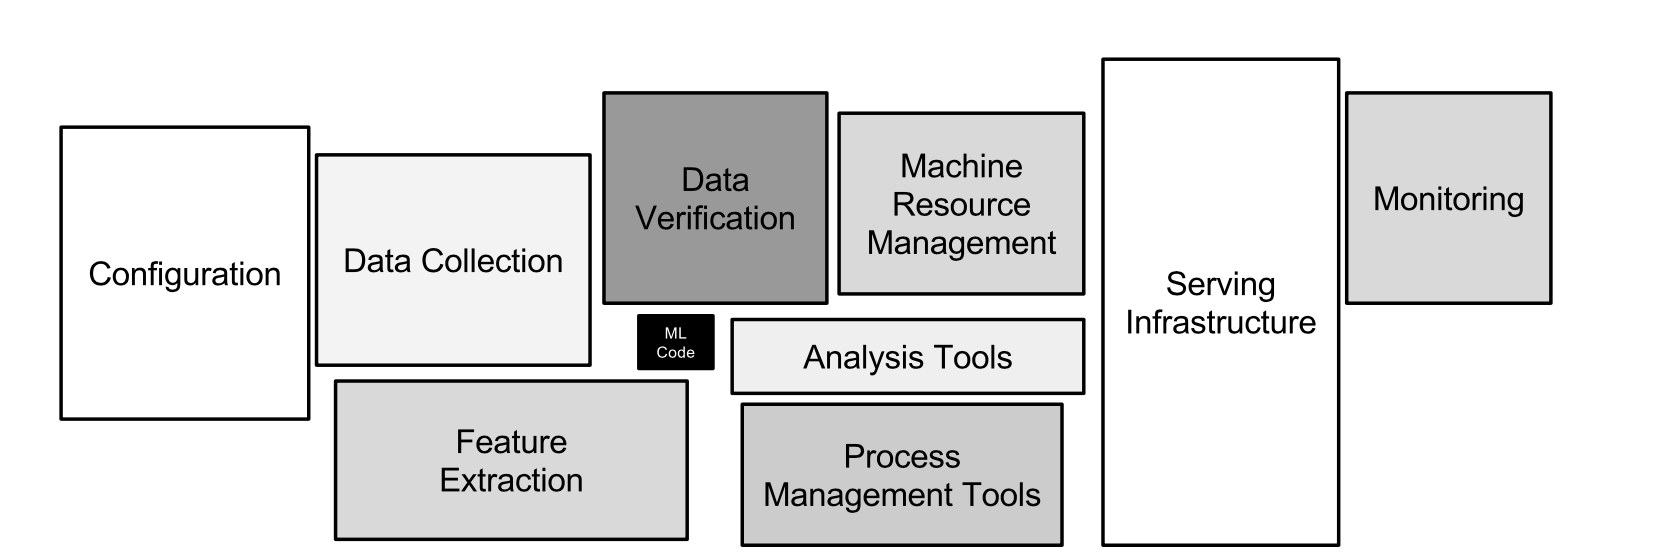 Configuration
Data Collection
Feature
Extraction
Data
Verification
ML
Code
Machine
Resource
Management
Analysis Tools
Process
Management Tools
Serving
Infrastructure
Monitoring